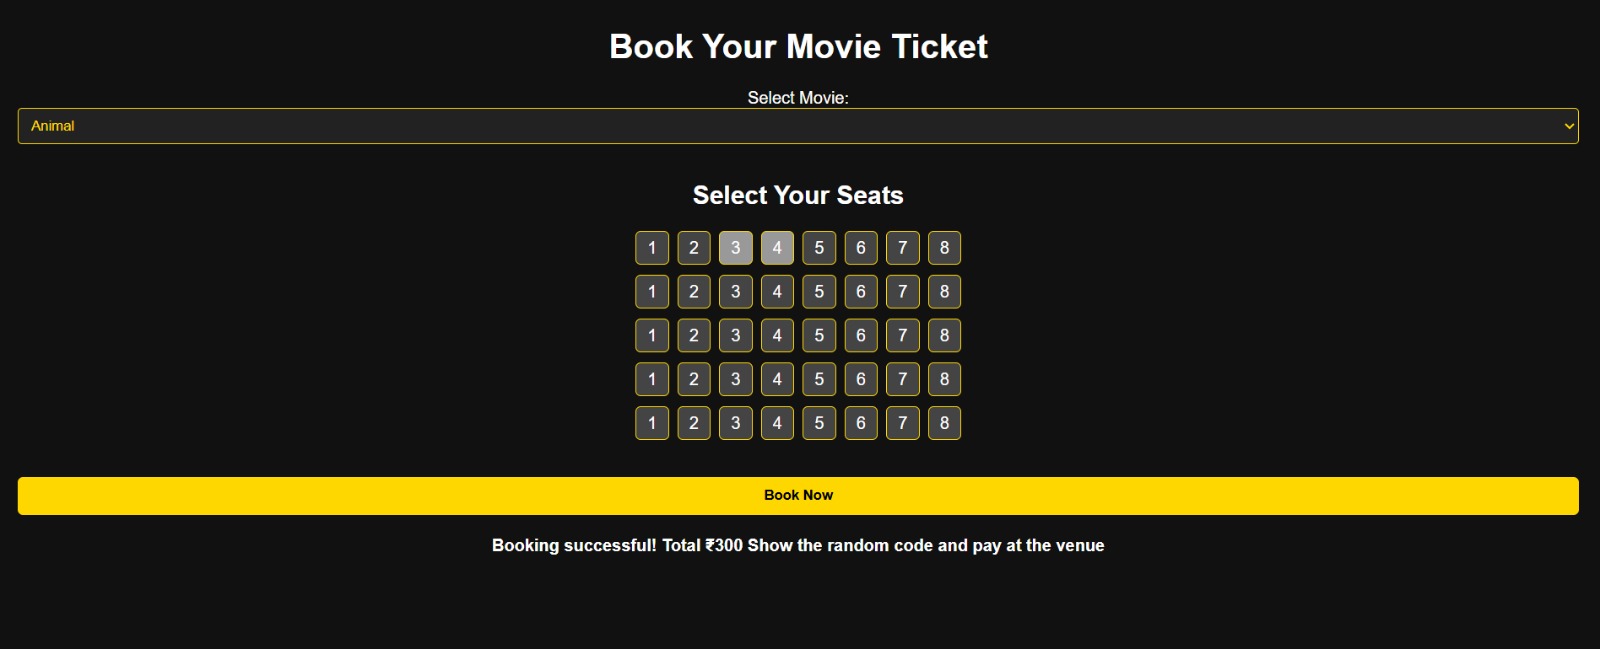 Book Your Movie Ticket
Select Movie:
Animal
Select Your Seats
1 2 3 4 5 6 7 8
1 2 3 4 5 6 7 8
1 2 3 4 5 6 7 8
1 2 3 4 5 6 7 8
1 2 3 4 5 6 7 8
Book Now
Booking successful! Total ₹300 Show the random code and pay at the venue